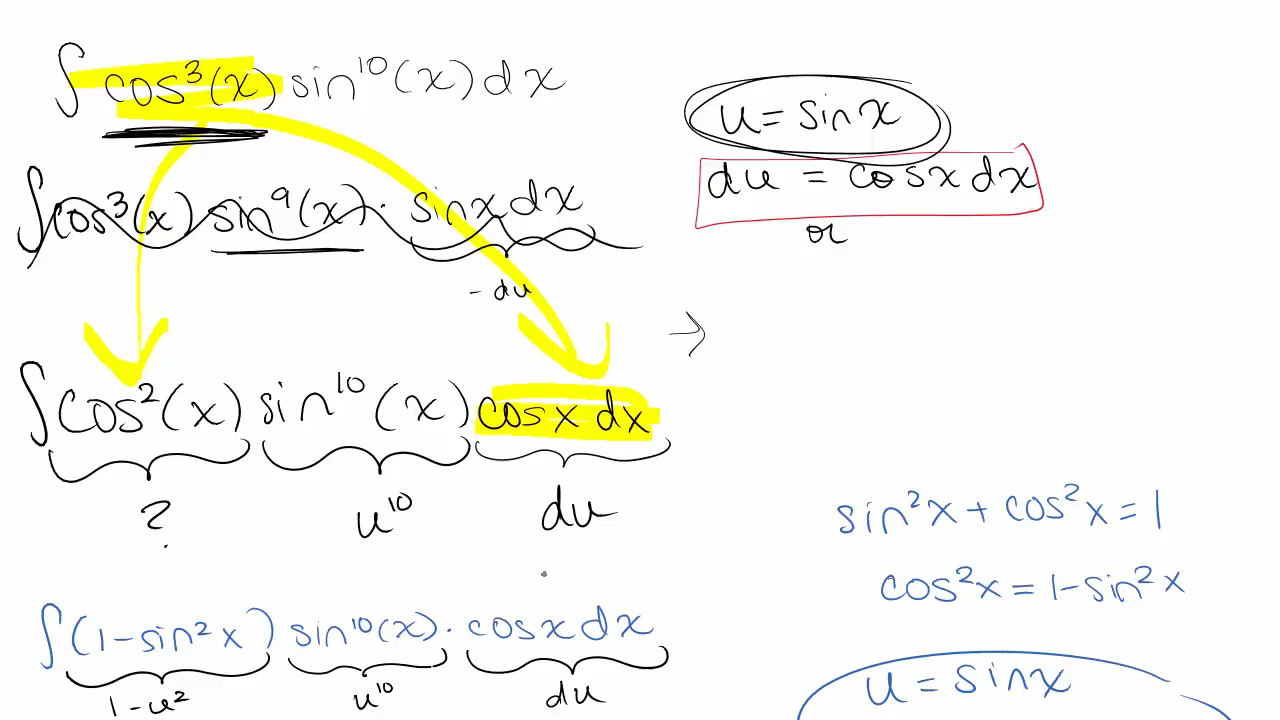 ∫ cos³(x) sin¹⁰(x) dx
u = sin x
du = cos x dx
or
∫ cos³(x) sin⁹(x) · sin x dx
- du
→
∫ cos²(x) sin¹⁰(x) cos x dx
? u¹⁰ du
sin²x + cos²x = 1
cos²x = 1 - sin²x
∫ (1 - sin²x) sin¹⁰(x) · cos x dx
1 - u² u¹⁰ du
u = sin x